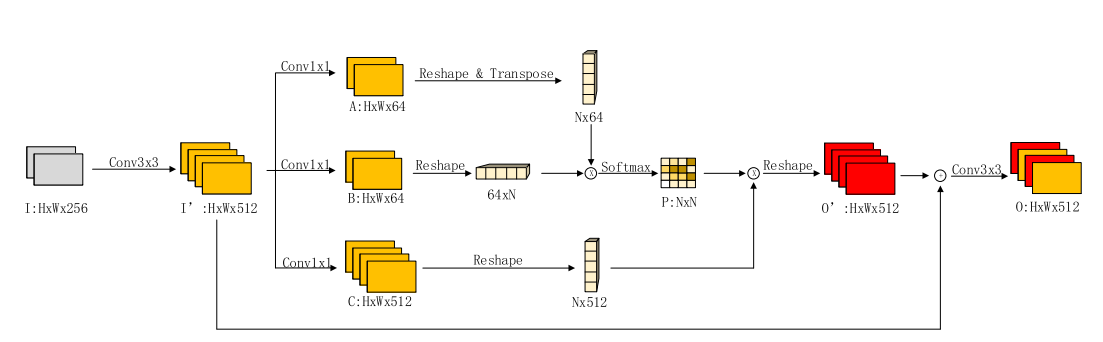 Conv1x1
Reshape & Transpose
A:HxWx64
Nx64
Conv3x3
Conv1x1
Reshape
X
Softmax
X
Reshape
+
Conv3x3
64xN
B:HxWx64
P:NxN
I:HxWx256
I':HxWx512
O':HxWx512
O:HxWx512
Conv1x1
Reshape
C:HxWx512
Nx512